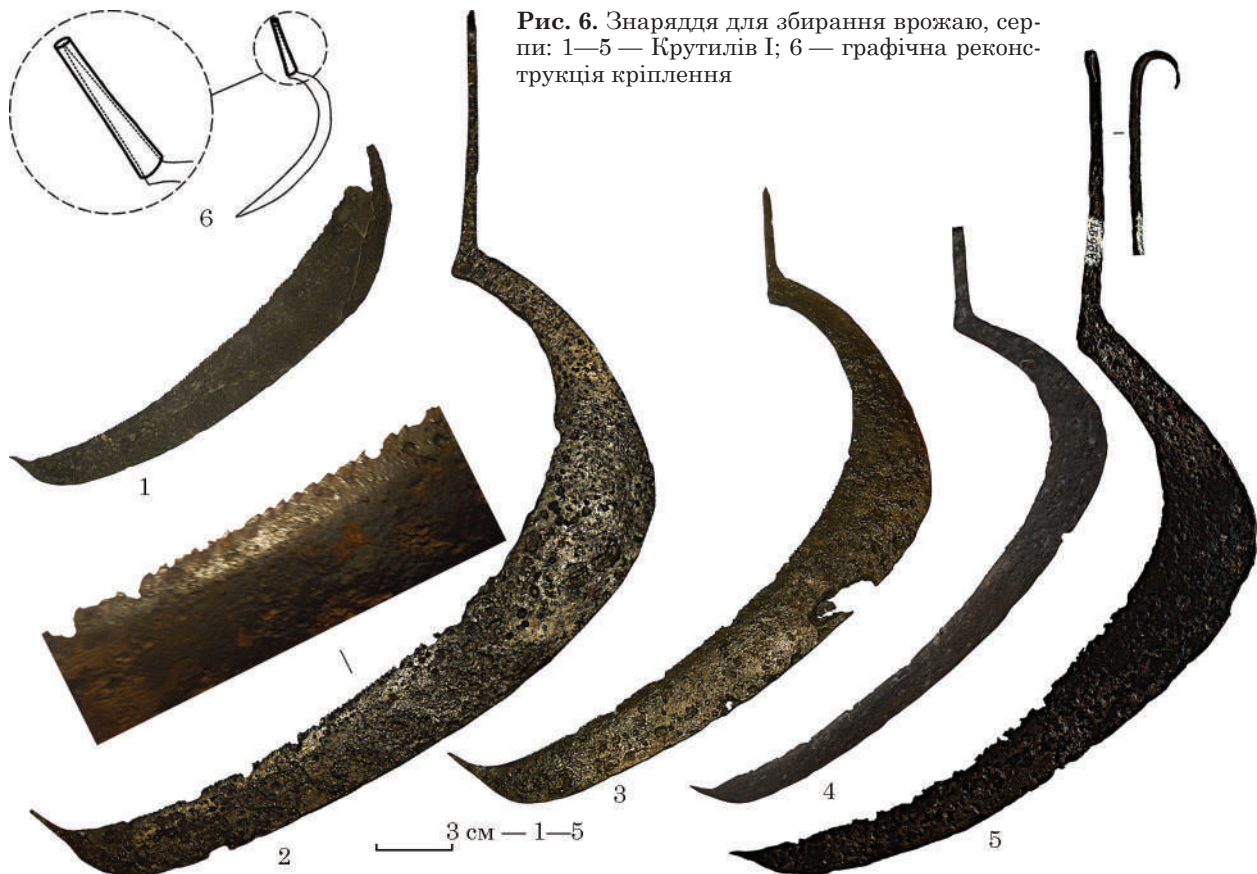 Рис. 6. Знаряддя для збирання врожаю, сер-
пи: 1—5 — Крутилів І; 6 — графічна реконс-
трукція кріплення
6
1
2
3
4
5
3 см — 1—5